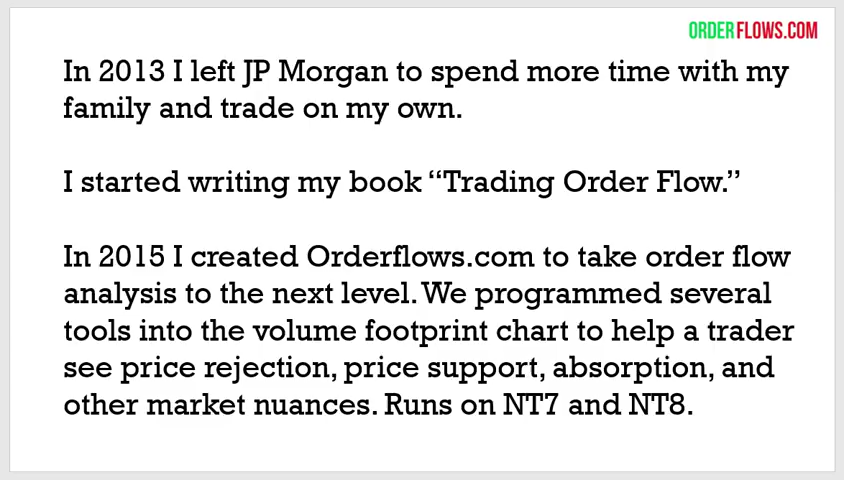 ORDERFLOWS.COM
In 2013 I left JP Morgan to spend more time with my
family and trade on my own.
I started writing my book “Trading Order Flow.”
In 2015 I created Orderflows.com to take order flow
analysis to the next level. We programmed several
tools into the volume footprint chart to help a trader
see price rejection, price support, absorption, and
other market nuances. Runs on NT7 and NT8.